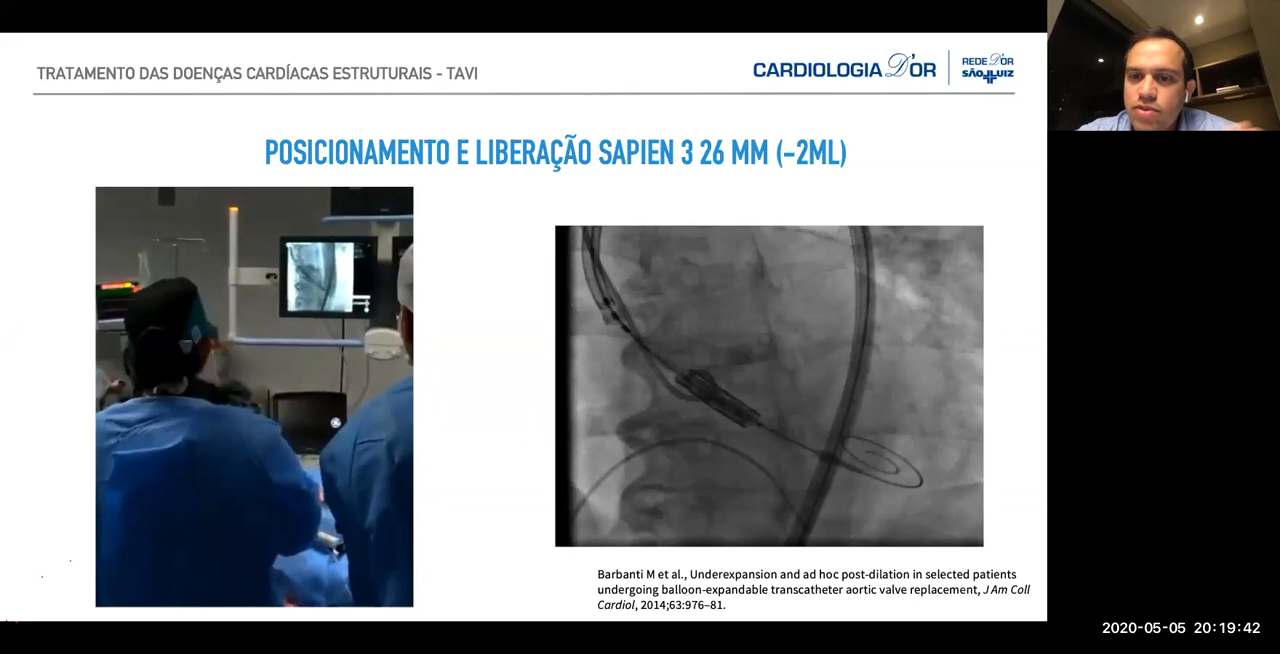 TRATAMENTO DAS DOENÇAS CARDÍACAS ESTRUTURAIS - TAVI
CARDIOLOGIA D'OR
REDE D'OR
SÃO LUIZ
POSICIONAMENTO E LIBERAÇÃO SAPIEN 3 26 MM (-2ML)
Barbanti M et al., Underexpansion and ad hoc post-dilation in selected patients
undergoing balloon-expandable transcatheter aortic valve replacement, J Am Coll
Cardiol, 2014;63:976–81.
2020-05-05 20:19:42